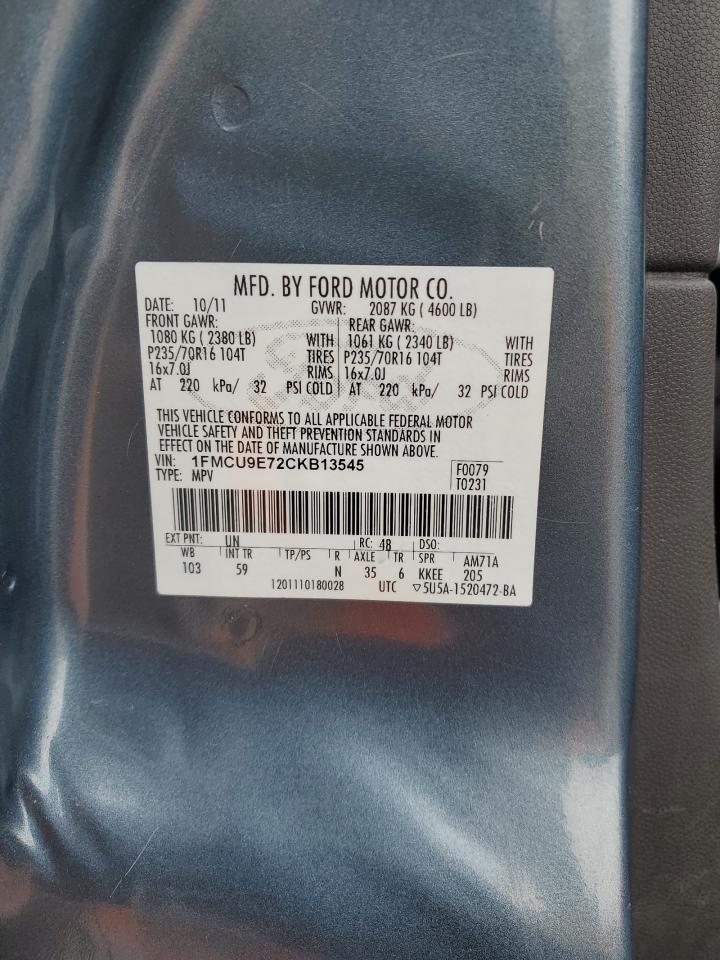 MFD. BY FORD MOTOR CO.
DATE: 10/11 GVWR: 2087 KG ( 4600 LB)
FRONT GAWR: REAR GAWR:
1080 KG ( 2380 LB) WITH 1061 KG ( 2340 LB) WITH
P235/70R16 104T TIRES P235/70R16 104T TIRES
16x7.0J RIMS 16x7.0J RIMS
AT 220 kPa/ 32 PSI COLD AT 220 kPa/ 32 PSI COLD
THIS VEHICLE CONFORMS TO ALL APPLICABLE FEDERAL MOTOR
VEHICLE SAFETY AND THEFT PREVENTION STANDARDS IN
EFFECT ON THE DATE OF MANUFACTURE SHOWN ABOVE.
VIN: 1FMCU9E72CKB13545 F0079
TYPE: MPV T0231
EXT PNT: UN RC: 48 DSO:
WB INT TR TP/PS R AXLE TR SPR AM71A
103 59 N 35 6 KKEE 205
1201110180028 UTC ▽5U5A-1520472-BA